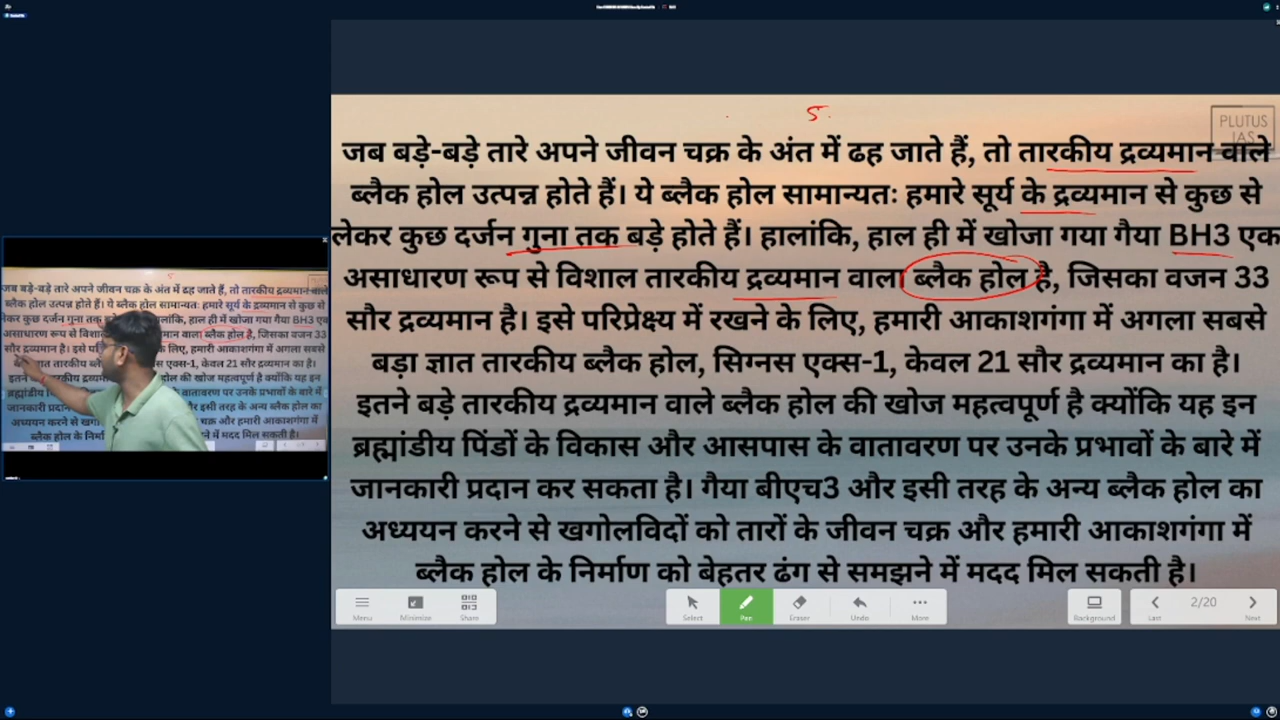 5.
PLUTUS
IAS
जब बड़े-बड़े तारे अपने जीवन चक्र के अंत में ढह जाते हैं, तो तारकीय द्रव्यमान वाले
ब्लैक होल उत्पन्न होते हैं। ये ब्लैक होल सामान्यतः हमारे सूर्य के द्रव्यमान से कुछ से
लेकर कुछ दर्जन गुना तक बड़े होते हैं। हालांकि, हाल ही में खोजा गया गैया BH3 एक
असाधारण रूप से विशाल तारकीय द्रव्यमान वाला ब्लैक होल है, जिसका वजन 33
सौर द्रव्यमान है। इसे परिप्रेक्ष्य में रखने के लिए, हमारी आकाशगंगा में अगला सबसे
बड़ा ज्ञात तारकीय ब्लैक होल, सिग्नस एक्स-1, केवल 21 सौर द्रव्यमान का है।
इतने बड़े तारकीय द्रव्यमान वाले ब्लैक होल की खोज महत्वपूर्ण है क्योंकि यह इन
ब्रह्मांडीय पिंडों के विकास और आसपास के वातावरण पर उनके प्रभावों के बारे में
जानकारी प्रदान कर सकता है। गैया बीएच3 और इसी तरह के अन्य ब्लैक होल का
अध्ययन करने से खगोलविदों को तारों के जीवन चक्र और हमारी आकाशगंगा में
ब्लैक होल के निर्माण को बेहतर ढंग से समझने में मदद मिल सकती है।
Menu Minimize Share Select Pen Eraser Undo More Background Last 2/20 Next